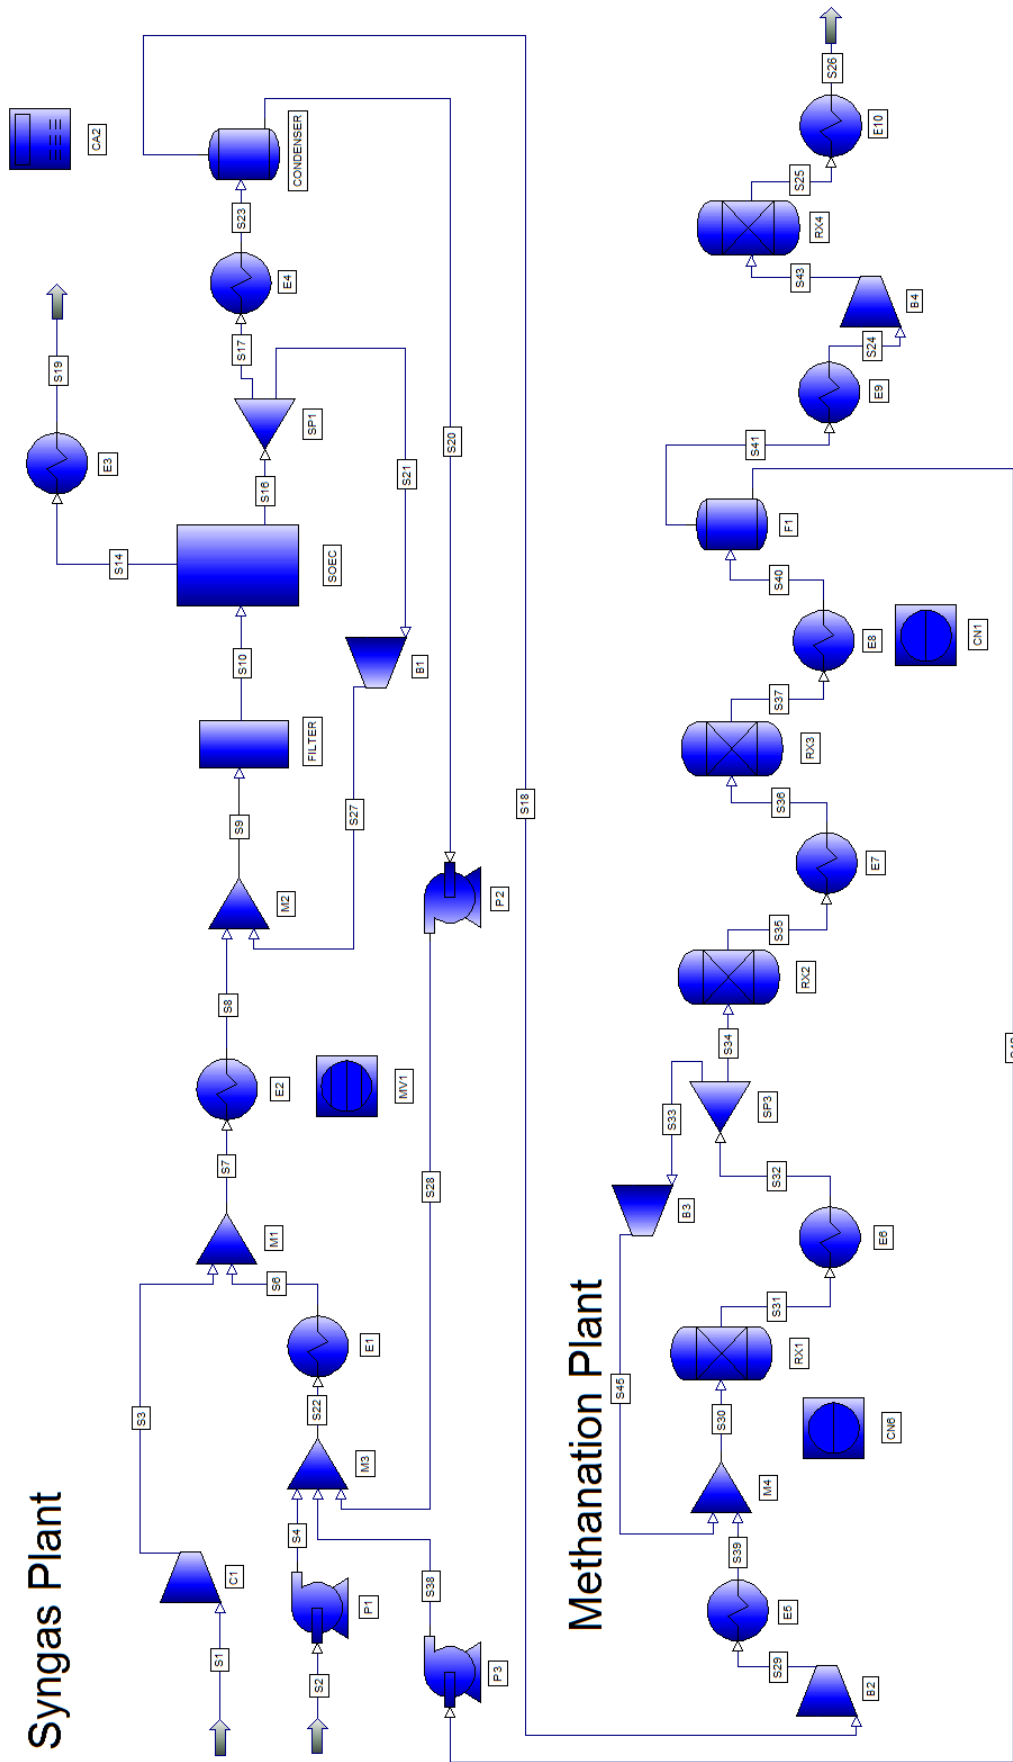 Syngas Plant
S1
C1
S3
S2
P1
S4
P3
S38
M3
S22
E1
S6
M1
S7
E2
MV1
S8
M2
S9
FILTER
S10
SOEC
S14
E3
S19
S16
SP1
S17
E4
S23
CONDENSER
CA2
S21
B1
S27
S20
P2
S28
S18
Methanation Plant
B2
S29
E5
S39
M4
S30
CN6
RX1
S31
E6
S32
SP3
S33
B3
S45
S34
RX2
S35
E7
S36
RX3
S37
E8
CN1
S40
F1
S41
E9
S24
B4
S43
RX4
S25
E10
S26